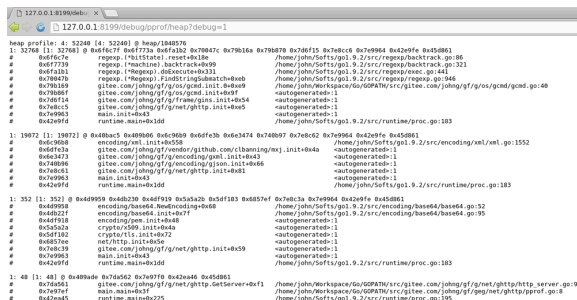 127.0.0.1:8199/debu
127.0.0.1:8199/debug/pprof/heap?debug=1
heap profile: 4: 52240 [4: 52240] @ heap/1048576
1: 32768 [1: 32768] @ 0x6f6c7f 0x6f773a 0x6fa1b2 0x70047c 0x79b16a 0x79b870 0x7d6f15 0x7e8cc6 0x7e9964 0x42e9fe 0x45d861
# 0x6f6c7e regexp.(*bitState).reset+0x18e /home/john/Softs/go1.9.2/src/regexp/backtrack.go:86
# 0x6f7739 regexp.(*machine).backtrack+0x99 /home/john/Softs/go1.9.2/src/regexp/backtrack.go:321
# 0x6fa1b1 regexp.(*Regexp).doExecute+0x331 /home/john/Softs/go1.9.2/src/regexp/exec.go:441
# 0x70047b regexp.(*Regexp).FindStringSubmatch+0xeb /home/john/Softs/go1.9.2/src/regexp/regexp.go:946
# 0x79b169 gitee.com/johng/gf/g/os/gcmd.init.0+0xe9 /home/john/Workspace/Go/GOPATH/src/gitee.com/johng/gf/g/os/gcmd/gcmd.go:40
# 0x79b86f gitee.com/johng/gf/g/os/gcmd.init+0x9f <autogenerated>:1
# 0x7d6f14 gitee.com/johng/gf/g/frame/gins.init+0x54 <autogenerated>:1
# 0x7e8cc5 gitee.com/johng/gf/g/net/ghttp.init+0xe5 <autogenerated>:1
# 0x7e9963 main.init+0x43 <autogenerated>:1
# 0x42e9fd runtime.main+0x1dd /home/john/Softs/go1.9.2/src/runtime/proc.go:183
1: 19072 [1: 19072] @ 0x40bac5 0x409b06 0x6c96b9 0x6dfe3b 0x6e3474 0x740b97 0x7e8c62 0x7e9964 0x42e9fe 0x45d861
# 0x6c96b8 encoding/xml.init+0x558 /home/john/Softs/go1.9.2/src/encoding/xml/xml.go:1552
# 0x6dfe3a gitee.com/johng/gf/g/vendor/github.com/clbanning/mxj.init+0x4a <autogenerated>:1
# 0x6e3473 gitee.com/johng/gf/g/encoding/gxml.init+0x43 <autogenerated>:1
# 0x740b96 gitee.com/johng/gf/g/encoding/gjson.init+0x66 <autogenerated>:1
# 0x7e8c61 gitee.com/johng/gf/g/net/ghttp.init+0x81 <autogenerated>:1
# 0x7e9963 main.init+0x43 <autogenerated>:1
# 0x42e9fd runtime.main+0x1dd /home/john/Softs/go1.9.2/src/runtime/proc.go:183
1: 352 [1: 352] @ 0x4d9959 0x4db230 0x4df919 0x5a5a2b 0x5df103 0x6857ef 0x7e8c3a 0x7e9964 0x42e9fe 0x45d861
# 0x4d9958 encoding/base64.NewEncoding+0x68 /home/john/Softs/go1.9.2/src/encoding/base64/base64.go:52
# 0x4db22f encoding/base64.init+0x7f /home/john/Softs/go1.9.2/src/encoding/base64/base64.go:95
# 0x4df918 encoding/pem.init+0x48 <autogenerated>:1
# 0x5a5a2a crypto/x509.init+0x4a <autogenerated>:1
# 0x5df102 crypto/tls.init+0x72 <autogenerated>:1
# 0x6857ee net/http.init+0x5e <autogenerated>:1
# 0x7e8c39 gitee.com/johng/gf/g/net/ghttp.init+0x59 <autogenerated>:1
# 0x7e9963 main.init+0x43 <autogenerated>:1
# 0x42e9fd runtime.main+0x1dd /home/john/Softs/go1.9.2/src/runtime/proc.go:183
1: 48 [1: 48] @ 0x409ade 0x7da562 0x7e97f0 0x42ea46 0x45d861
# 0x7da561 gitee.com/johng/gf/g/net/ghttp.GetServer+0xf1 /home/john/Workspace/Go/GOPATH/src/gitee.com/johng/gf/g/net/ghttp/http_server.go:9
# 0x7e97ef main.main+0x3f /home/john/Workspace/Go/GOPATH/src/gitee.com/johng/gf/geg/net/ghttp/pprof.go:8
# 0x42ea45 runtime.main+0x225 /home/john/Softs/go1.9.2/src/runtime/proc.go:195